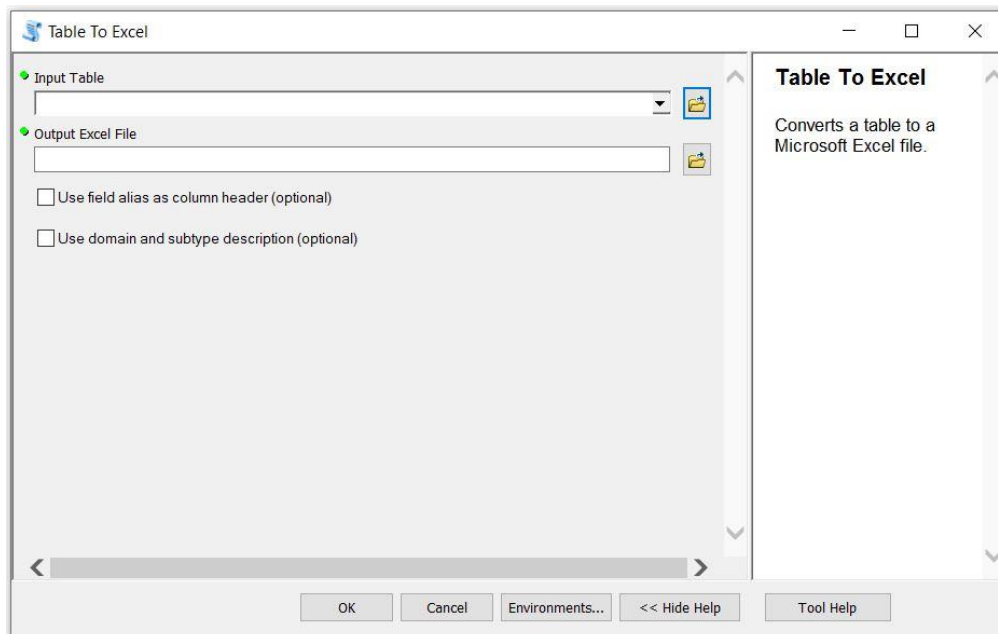 Table To Excel
Input Table
Output Excel File
Use field alias as column header (optional)
Use domain and subtype description (optional)
Table To Excel
Converts a table to a
Microsoft Excel file.
OK
Cancel
Environments...
<< Hide Help
Tool Help